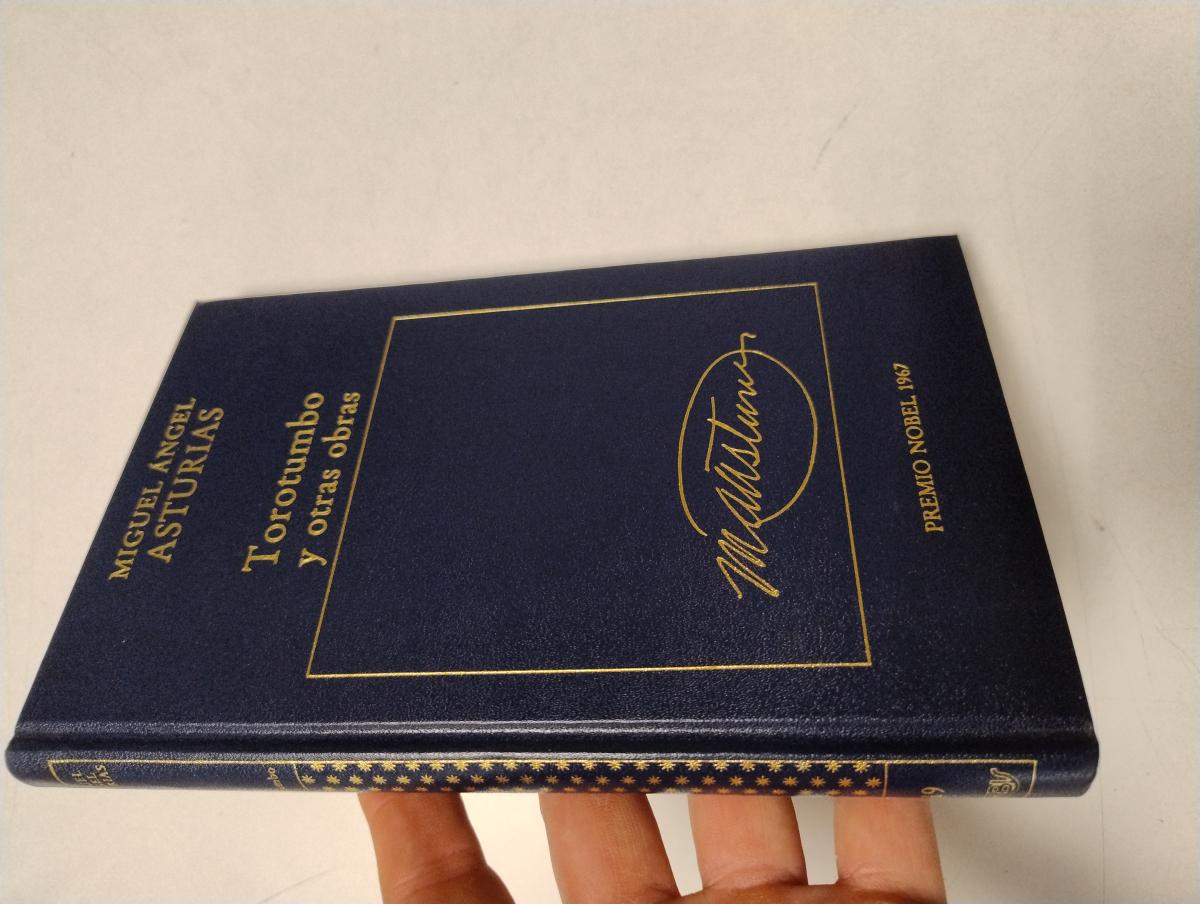 MIGUEL ÁNGEL
ASTURIAS
Torotumbo
y otras obras
PREMIO NOBEL 1967